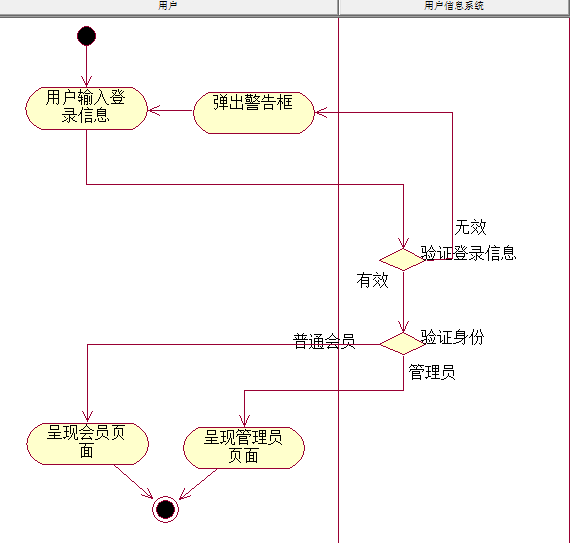 用户
用户信息系统
用户输入登
录信息
弹出警告框
无效
验证登录信息
有效
普通会员
验证身份
管理员
呈现会员页
面
呈现管理员
页面